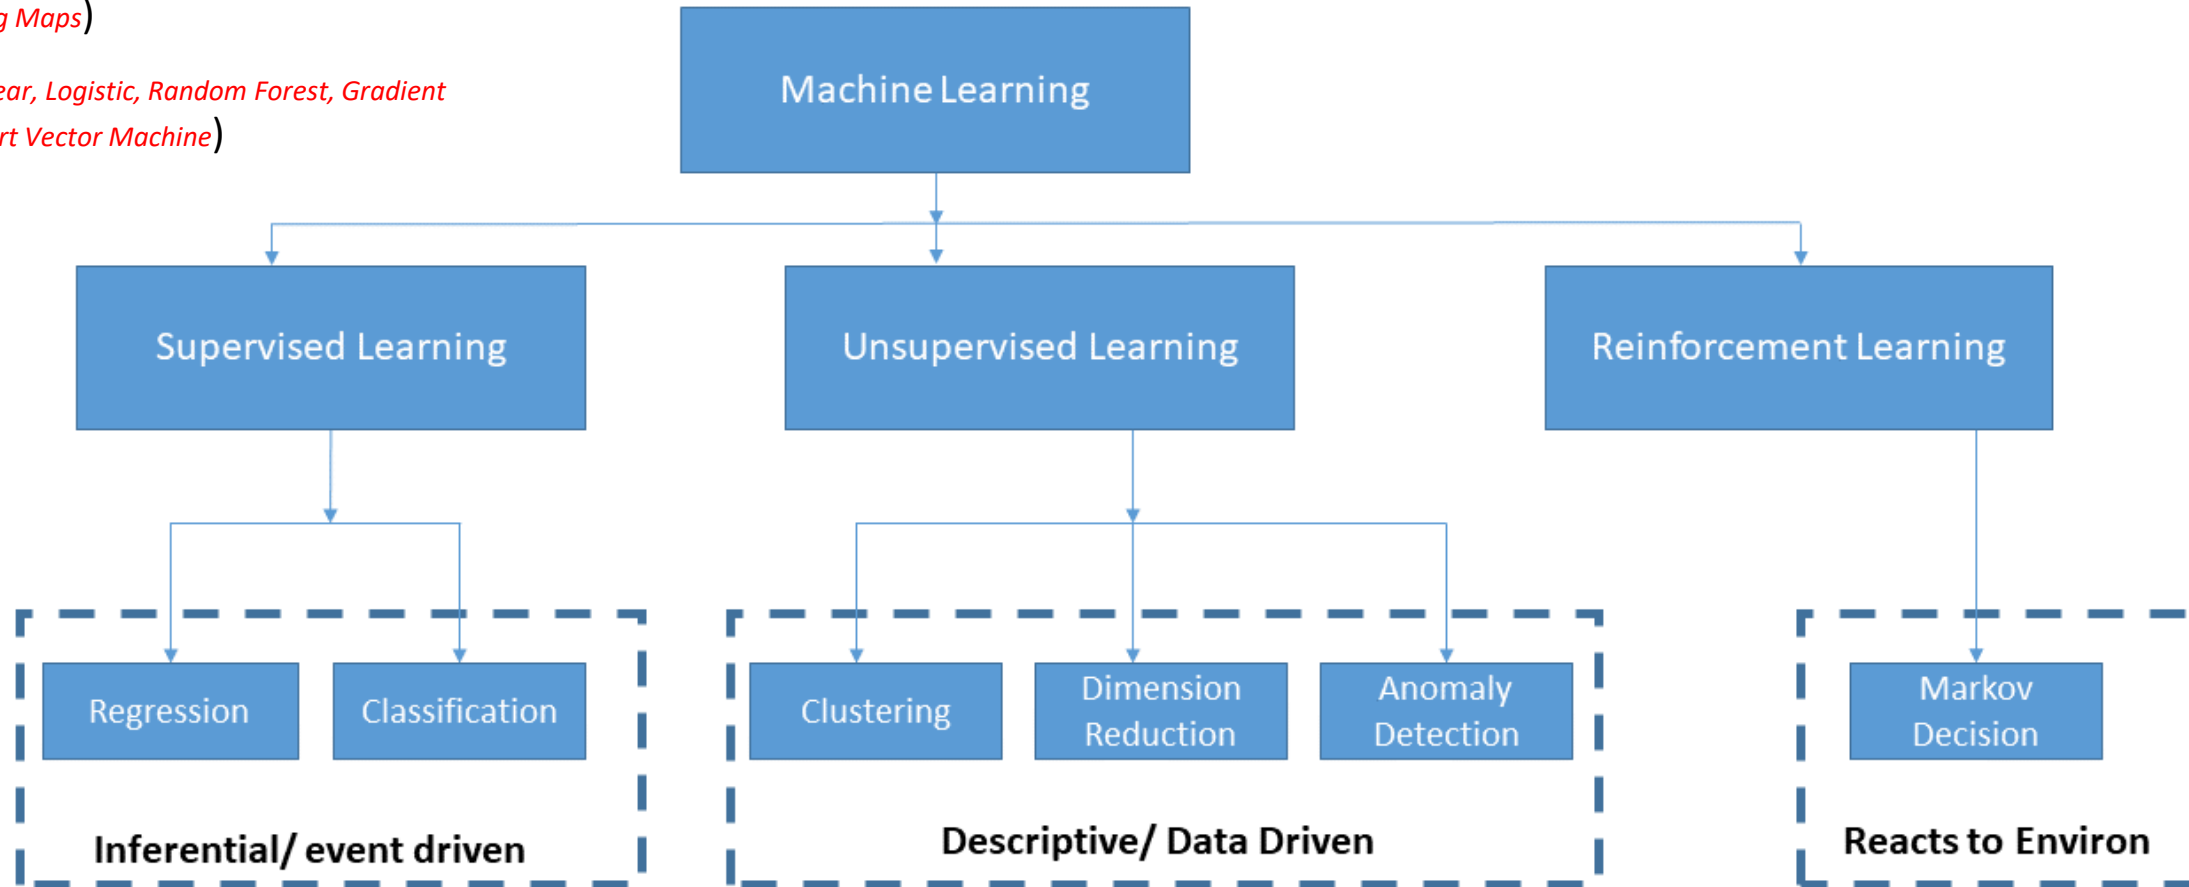 g Maps)
ear, Logistic, Random Forest, Gradient
rt Vector Machine)
Machine Learning
Supervised Learning
Unsupervised Learning
Reinforcement Learning
Regression
Classification
Clustering
Dimension
Reduction
Anomaly
Detection
Markov
Decision
Inferential/ event driven
Descriptive/ Data Driven
Reacts to Environ